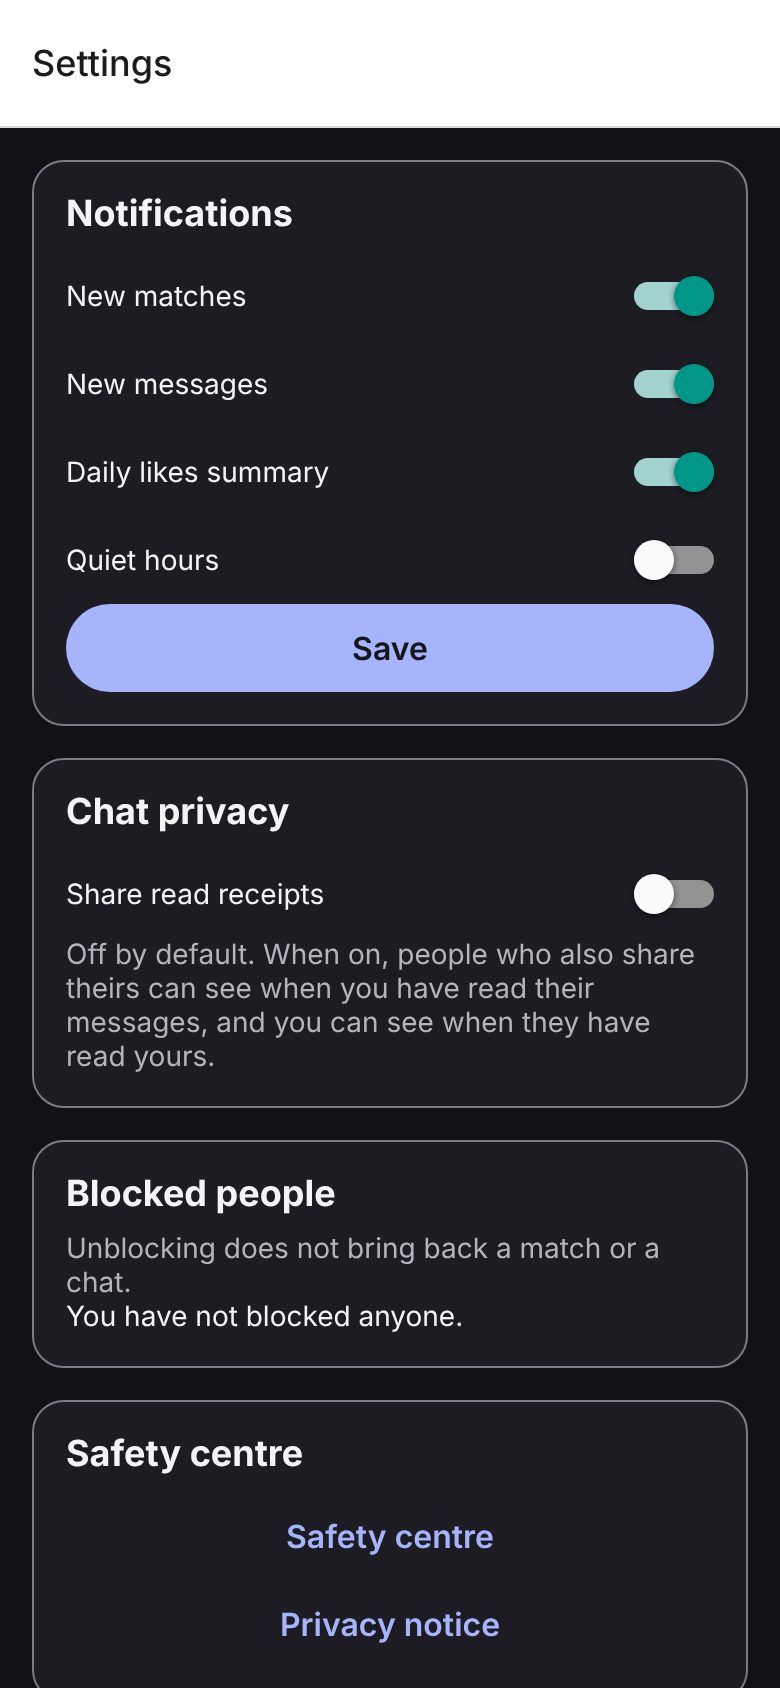 Settings
Notifications
New matches
New messages
Daily likes summary
Quiet hours
Save
Chat privacy
Share read receipts
Off by default. When on, people who also share
theirs can see when you have read their
messages, and you can see when they have
read yours.
Blocked people
Unblocking does not bring back a match or a
chat.
You have not blocked anyone.
Safety centre
Safety centre
Privacy notice